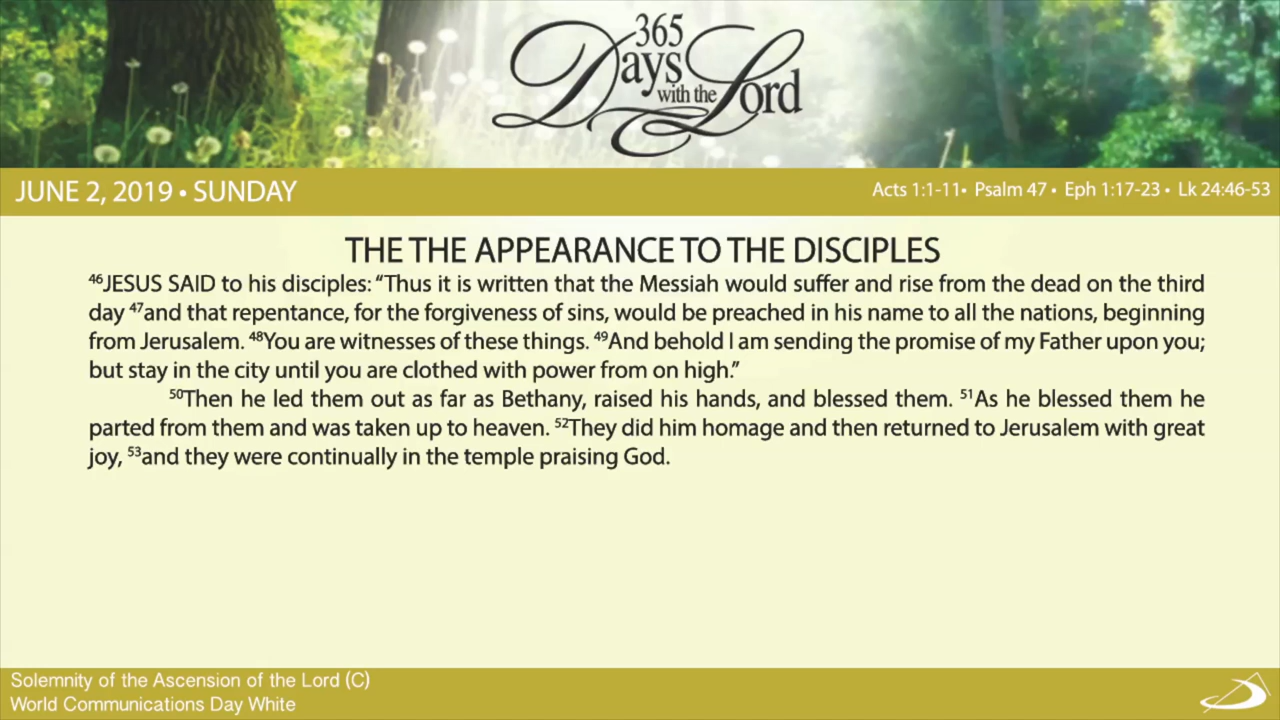 365
Days
with the Lord
JUNE 2, 2019 • SUNDAY
Acts 1:1-11• Psalm 47 • Eph 1:17-23 • Lk 24:46-53
THE THE APPEARANCE TO THE DISCIPLES
46JESUS SAID to his disciples: “Thus it is written that the Messiah would suffer and rise from the dead on the third
day 47and that repentance, for the forgiveness of sins, would be preached in his name to all the nations, beginning
from Jerusalem. 48You are witnesses of these things. 49And behold I am sending the promise of my Father upon you;
but stay in the city until you are clothed with power from on high.”
50Then he led them out as far as Bethany, raised his hands, and blessed them. 51As he blessed them he
parted from them and was taken up to heaven. 52They did him homage and then returned to Jerusalem with great
joy, 53and they were continually in the temple praising God.
Solemnity of the Ascension of the Lord (C)
World Communications Day White